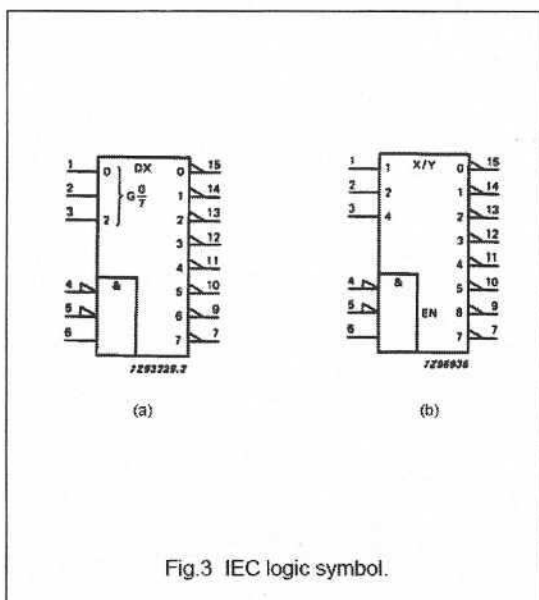 DX
X/Y
1 0 0 15
2 G 0/7 1 14
3 2 2 13
3 12
4 11
4 & 5 10
5 6 9
6 7 7
7Z93329.2
(a)
1 1 0 15
2 2 1 14
3 4 2 13
3 12
4 11
4 & 5 10
5 EN 6 9
6 7 7
7Z96936
(b)
Fig.3 IEC logic symbol.